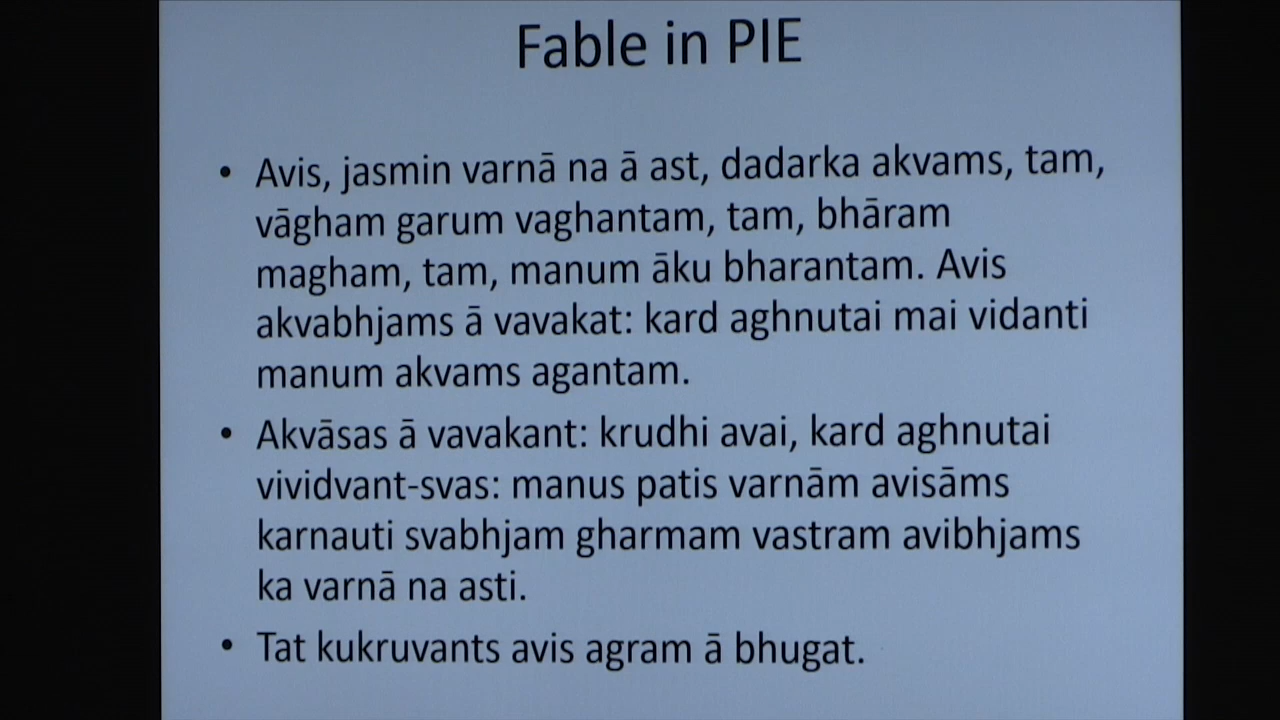 Fable in PIE
• Avis, jasmin varnā na ā ast, dadarka akvams, tam,
vāgham garum vaghantam, tam, bhāram
magham, tam, manum āku bharantam. Avis
akvabhjams ā vavakat: kard aghnutai mai vidanti
manum akvams agantam.
• Akvāsas ā vavakant: krudhi avai, kard aghnutai
vividvant-svas: manus patis varnām avisāms
karnauti svabhjam gharmam vastram avibhjams
ka varnā na asti.
• Tat kukruvants avis agram ā bhugat.